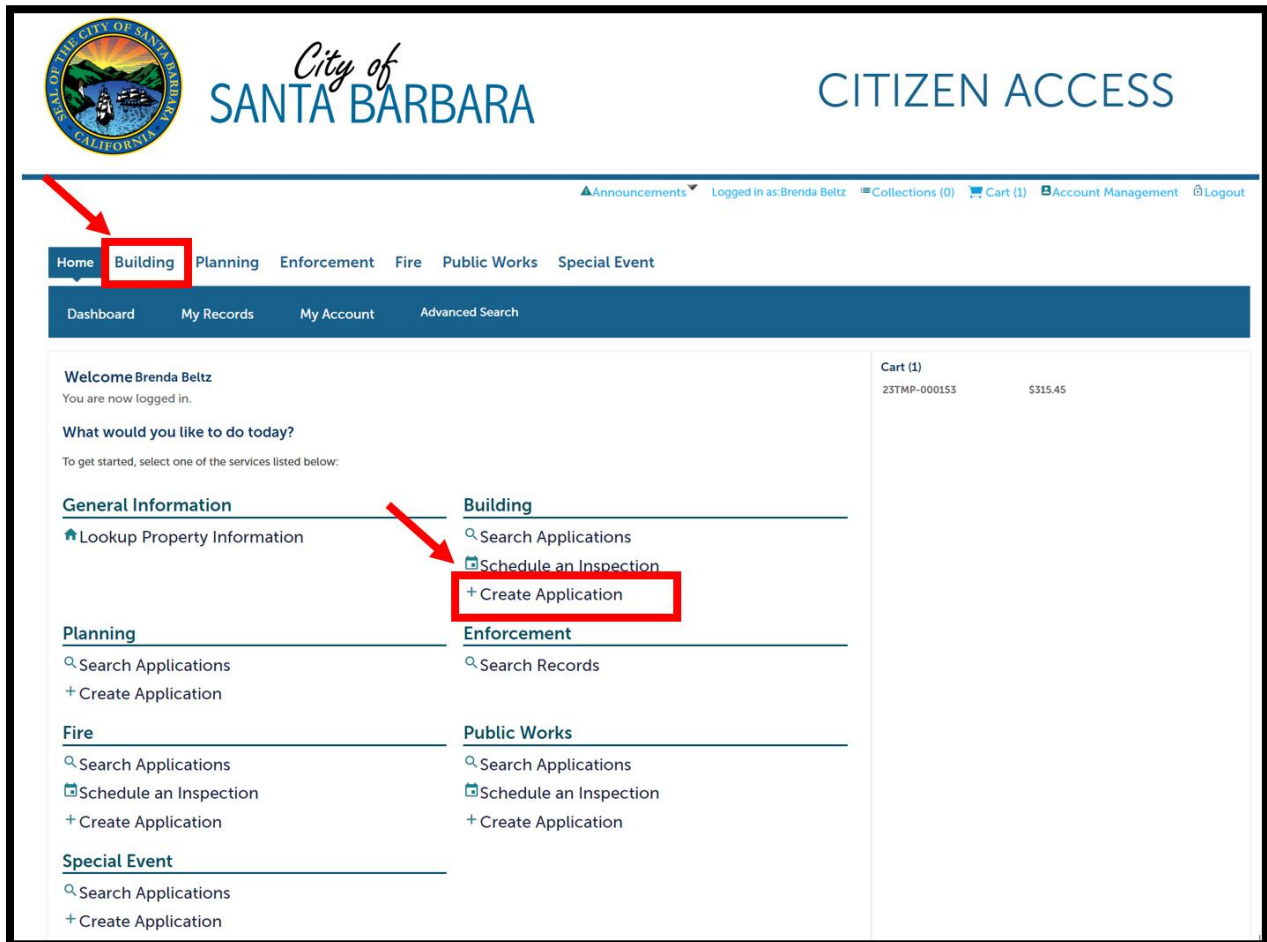 SEAL OF THE CITY OF SANTA BARBARA
CALIFORNIA
City of
SANTA BARBARA
CITIZEN ACCESS
Announcements Logged in as:Brenda Beltz Collections (0) Cart (1) Account Management Logout
Home Building Planning Enforcement Fire Public Works Special Event
Dashboard My Records My Account Advanced Search
Welcome Brenda Beltz
You are now logged in.
What would you like to do today?
To get started, select one of the services listed below:
General Information
Lookup Property Information
Building
Search Applications
Schedule an Inspection
+ Create Application
Planning
Search Applications
+ Create Application
Enforcement
Search Records
Fire
Search Applications
Schedule an Inspection
+ Create Application
Public Works
Search Applications
Schedule an Inspection
+ Create Application
Special Event
Search Applications
+ Create Application
Cart (1)
23TMP-000153 $315.45